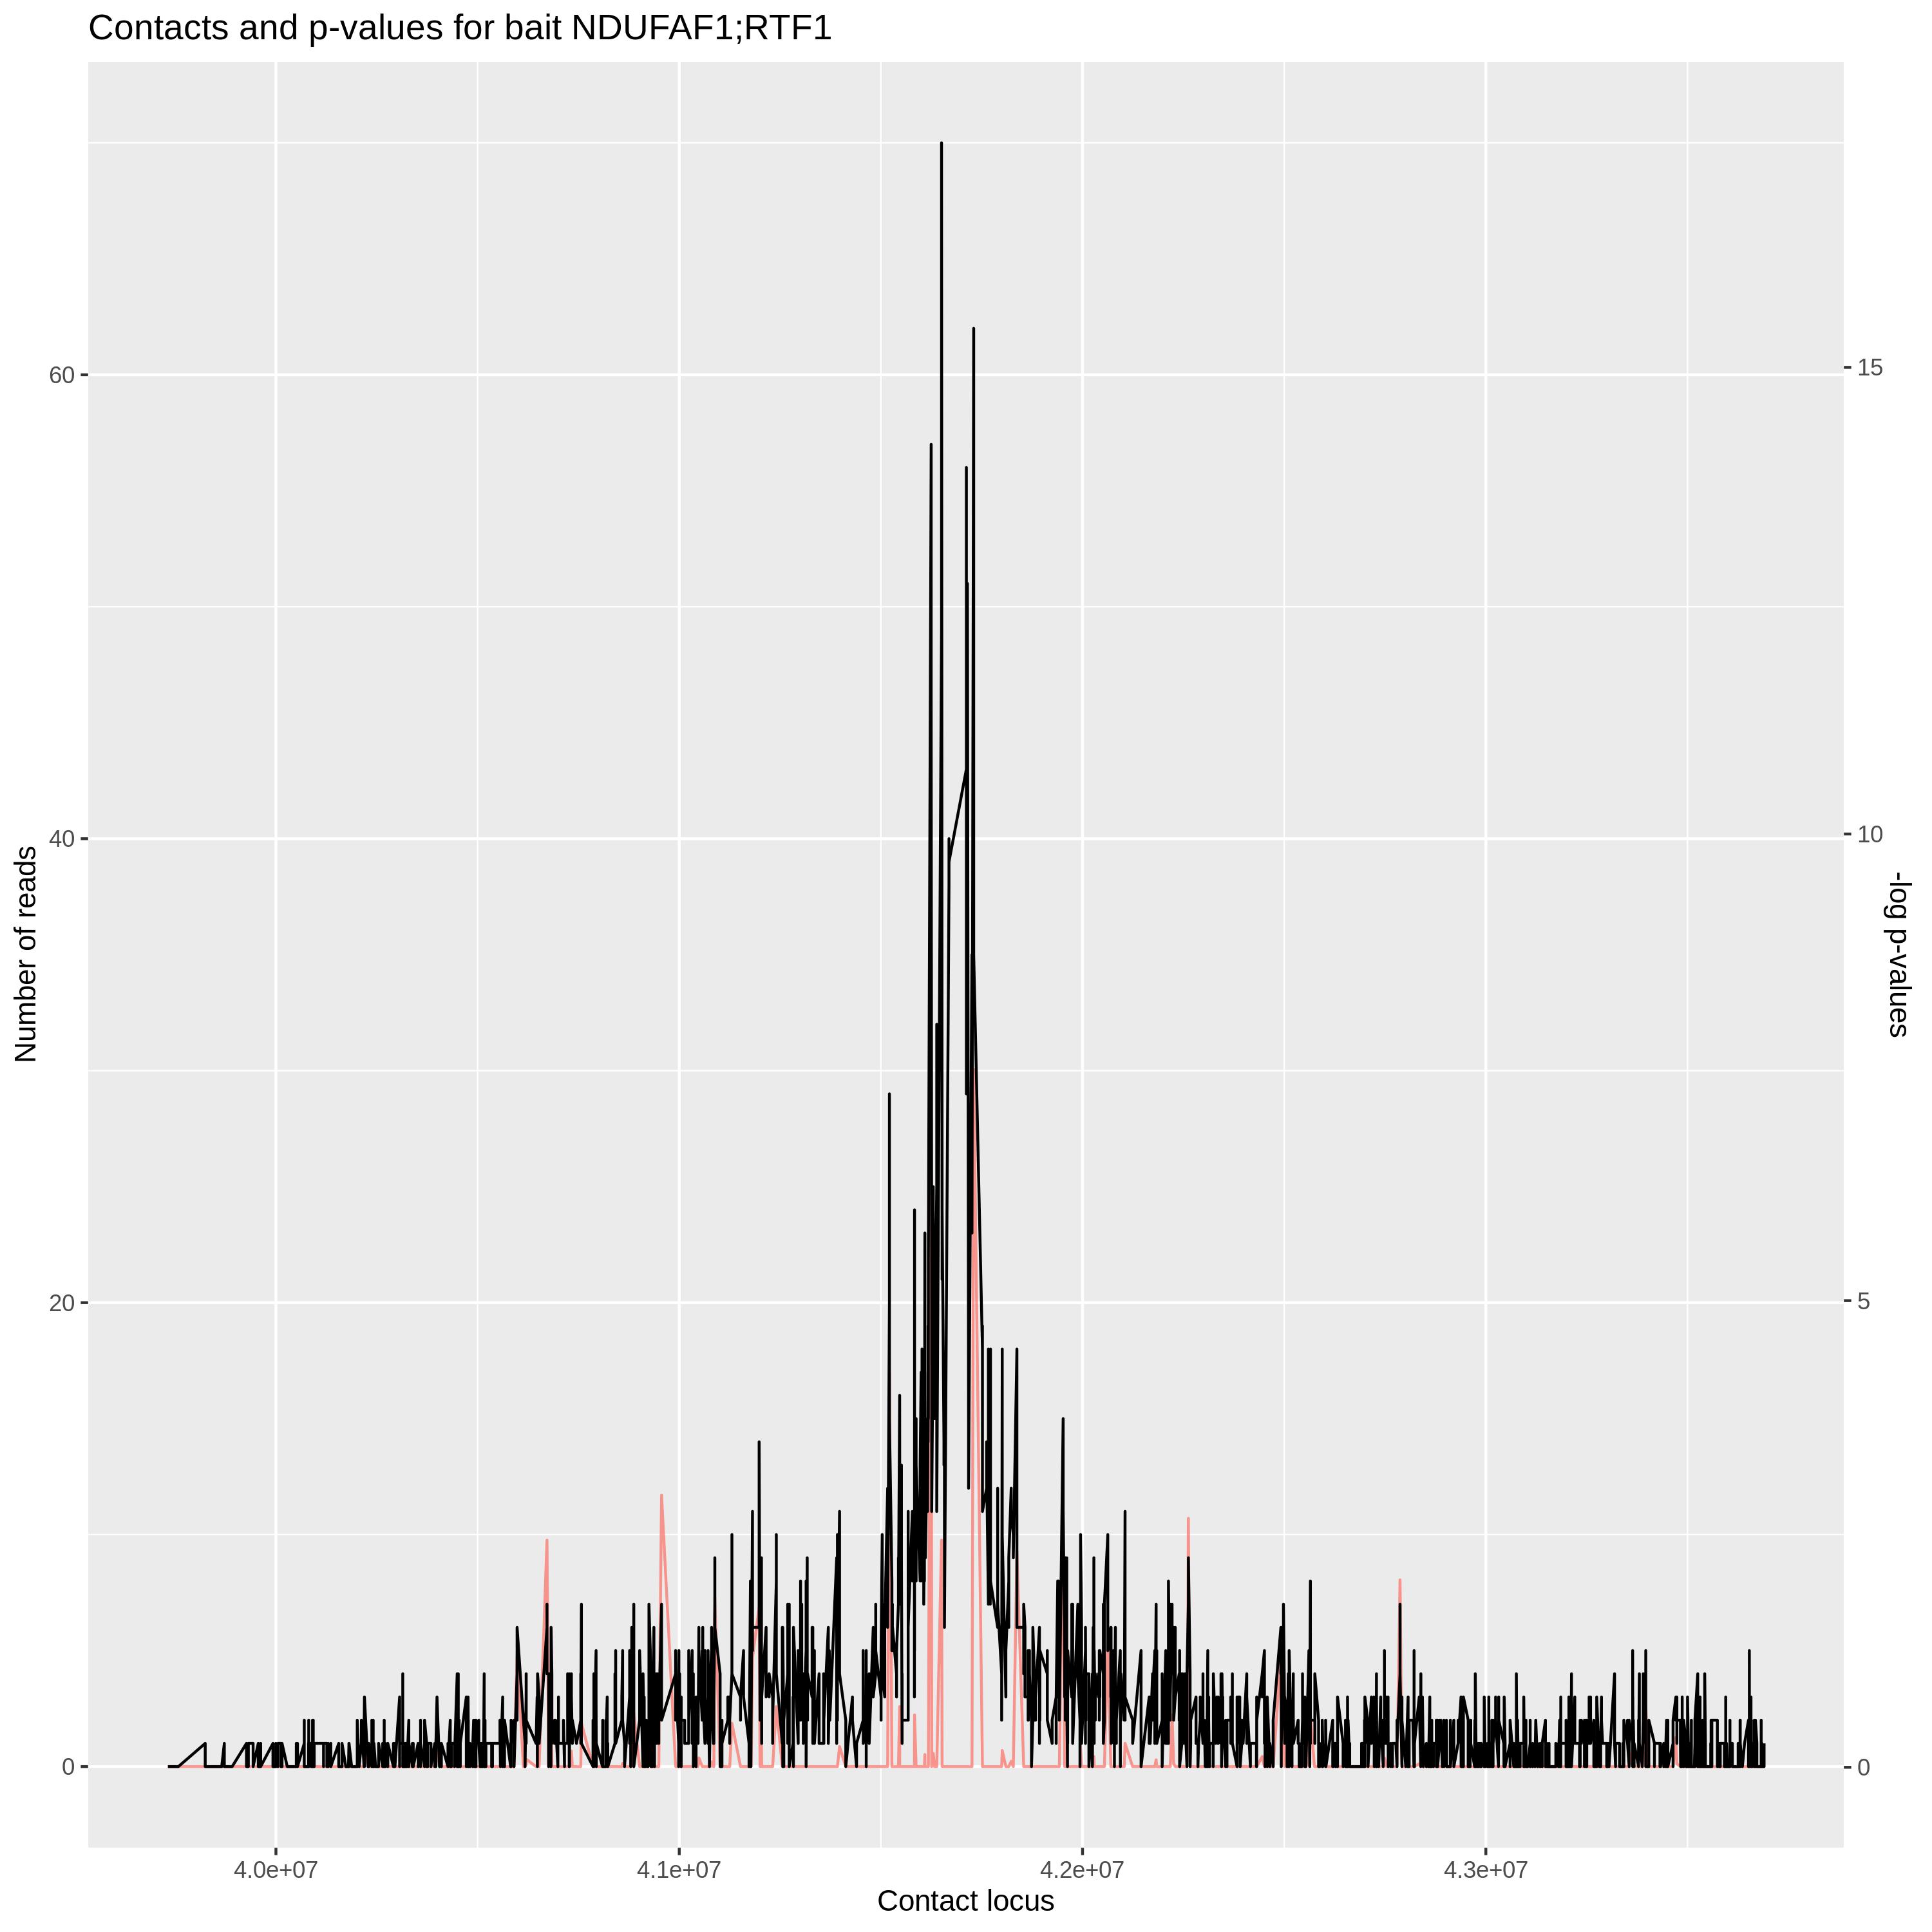 Contacts and p-values for bait NDUFAF1;RTF1
Number of reads
60
40
20
0
15
10
5
0
-log p-values
4.0e+07
4.1e+07
4.2e+07
4.3e+07
Contact locus